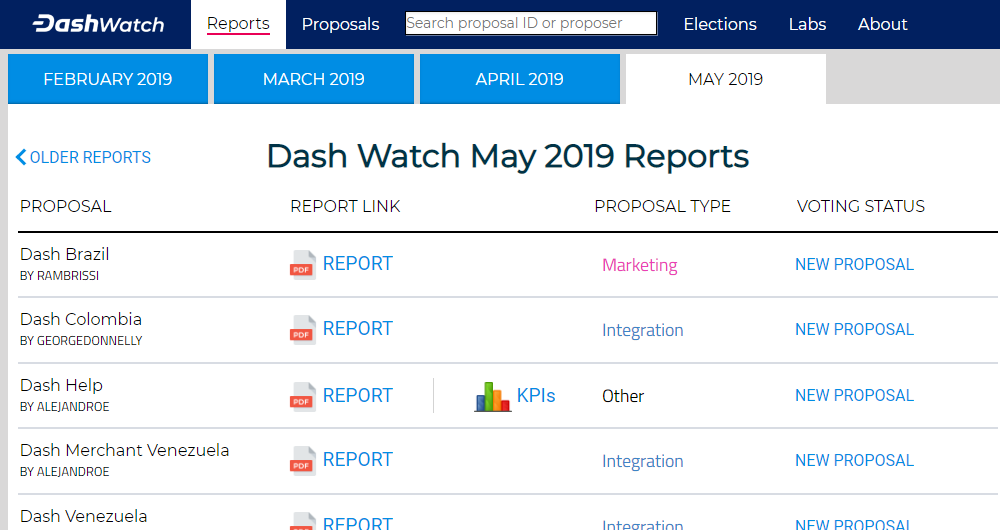 DashWatch Reports Proposals Search proposal ID or proposer Elections Labs About
FEBRUARY 2019 MARCH 2019 APRIL 2019 MAY 2019
OLDER REPORTS
Dash Watch May 2019 Reports
PROPOSAL REPORT LINK PROPOSAL TYPE VOTING STATUS
Dash Brazil
BY RAMBRISSI
PDF REPORT Marketing NEW PROPOSAL
Dash Colombia
BY GEORGEDONNELLY
PDF REPORT Integration NEW PROPOSAL
Dash Help
BY ALEJANDROE
PDF REPORT KPIs Other NEW PROPOSAL
Dash Merchant Venezuela
BY ALEJANDROE
PDF REPORT Integration NEW PROPOSAL
Dash Venezuela
PDF REPORT Integration NEW PROPOSAL